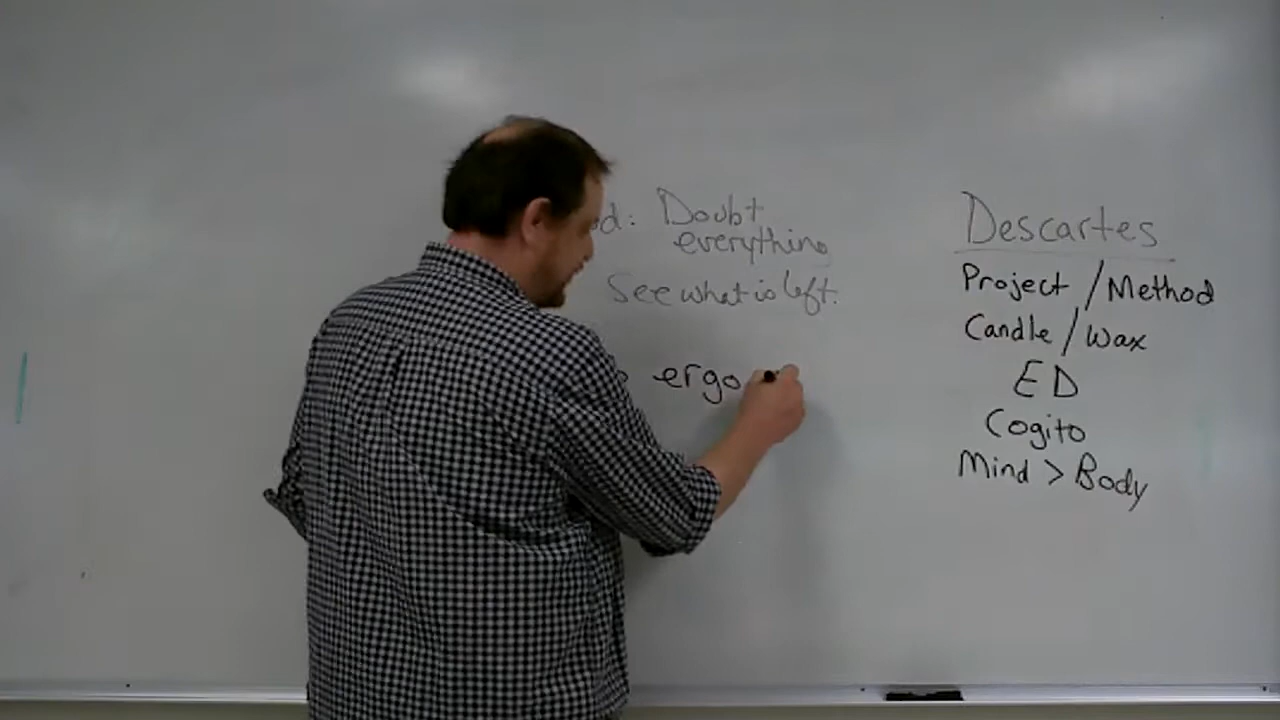 d: Doubt
everything
See what is left.
ergo
Descartes
Project / Method
Candle / Wax
ED
Cogito
Mind > Body